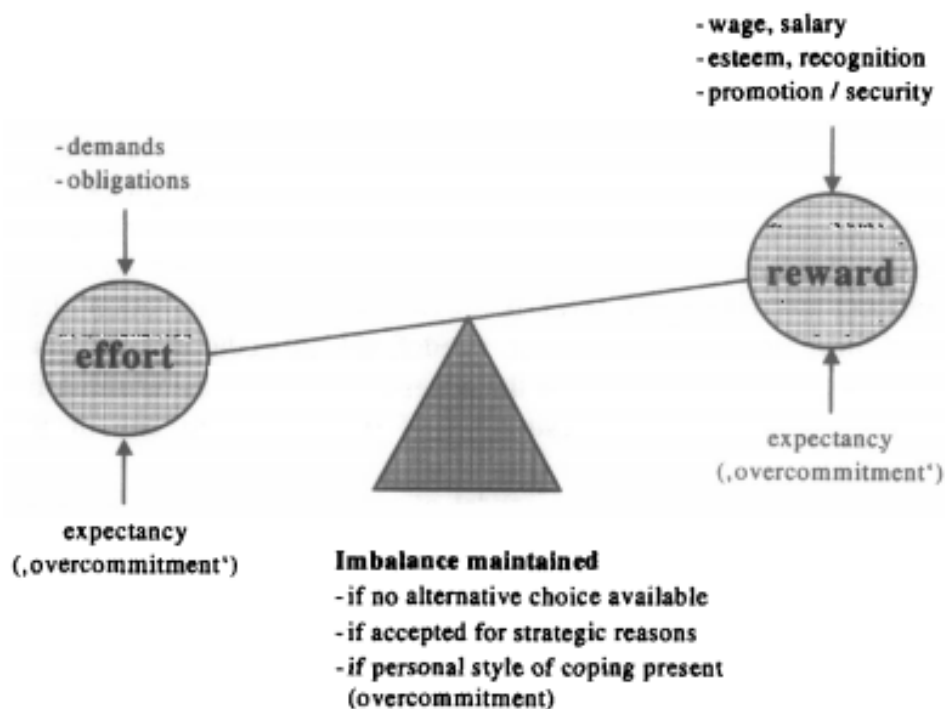 - wage, salary
- esteem, recognition
- promotion / security
- demands
- obligations
reward
effort
expectancy
(‚overcommitment‘)
expectancy
(‚overcommitment‘)
Imbalance maintained
- if no alternative choice available
- if accepted for strategic reasons
- if personal style of coping present
(overcommitment)